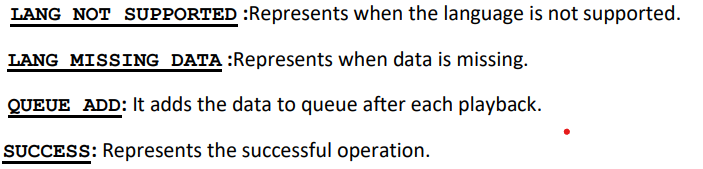 LANG NOT SUPPORTED :Represents when the language is not supported.
LANG MISSING DATA :Represents when data is missing.
QUEUE ADD: It adds the data to queue after each playback.
SUCCESS: Represents the successful operation.